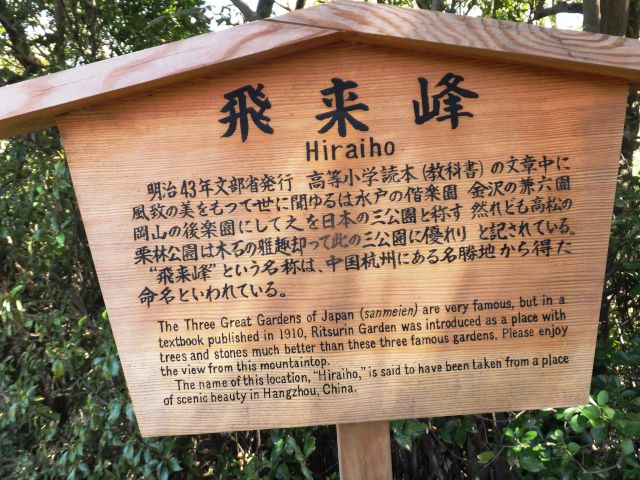 飛来峰
Hiraiho
明治43年文部省発行 高等小学読本(教科書)の文章中に
風致の美をもつて世に聞ゆるは水戸の偕楽園 金沢の兼六園
岡山の後楽園にして之を日本の三公園と称す 然れども高松の
栗林公園は木石の雅趣却って此の三公園に優れり と記されている。
"飛来峰"という名称は、中国杭州にある名勝地から得た
命名といわれている。
The Three Great Gardens of Japan (sanmeien) are very famous, but in a
textbook published in 1910, Ritsurin Garden was introduced as a place with
trees and stones much better than these three famous gardens. Please enjoy
the view from this mountaintop.
The name of this location, "Hiraiho," is said to have been taken from a place
of scenic beauty in Hangzhou, China.